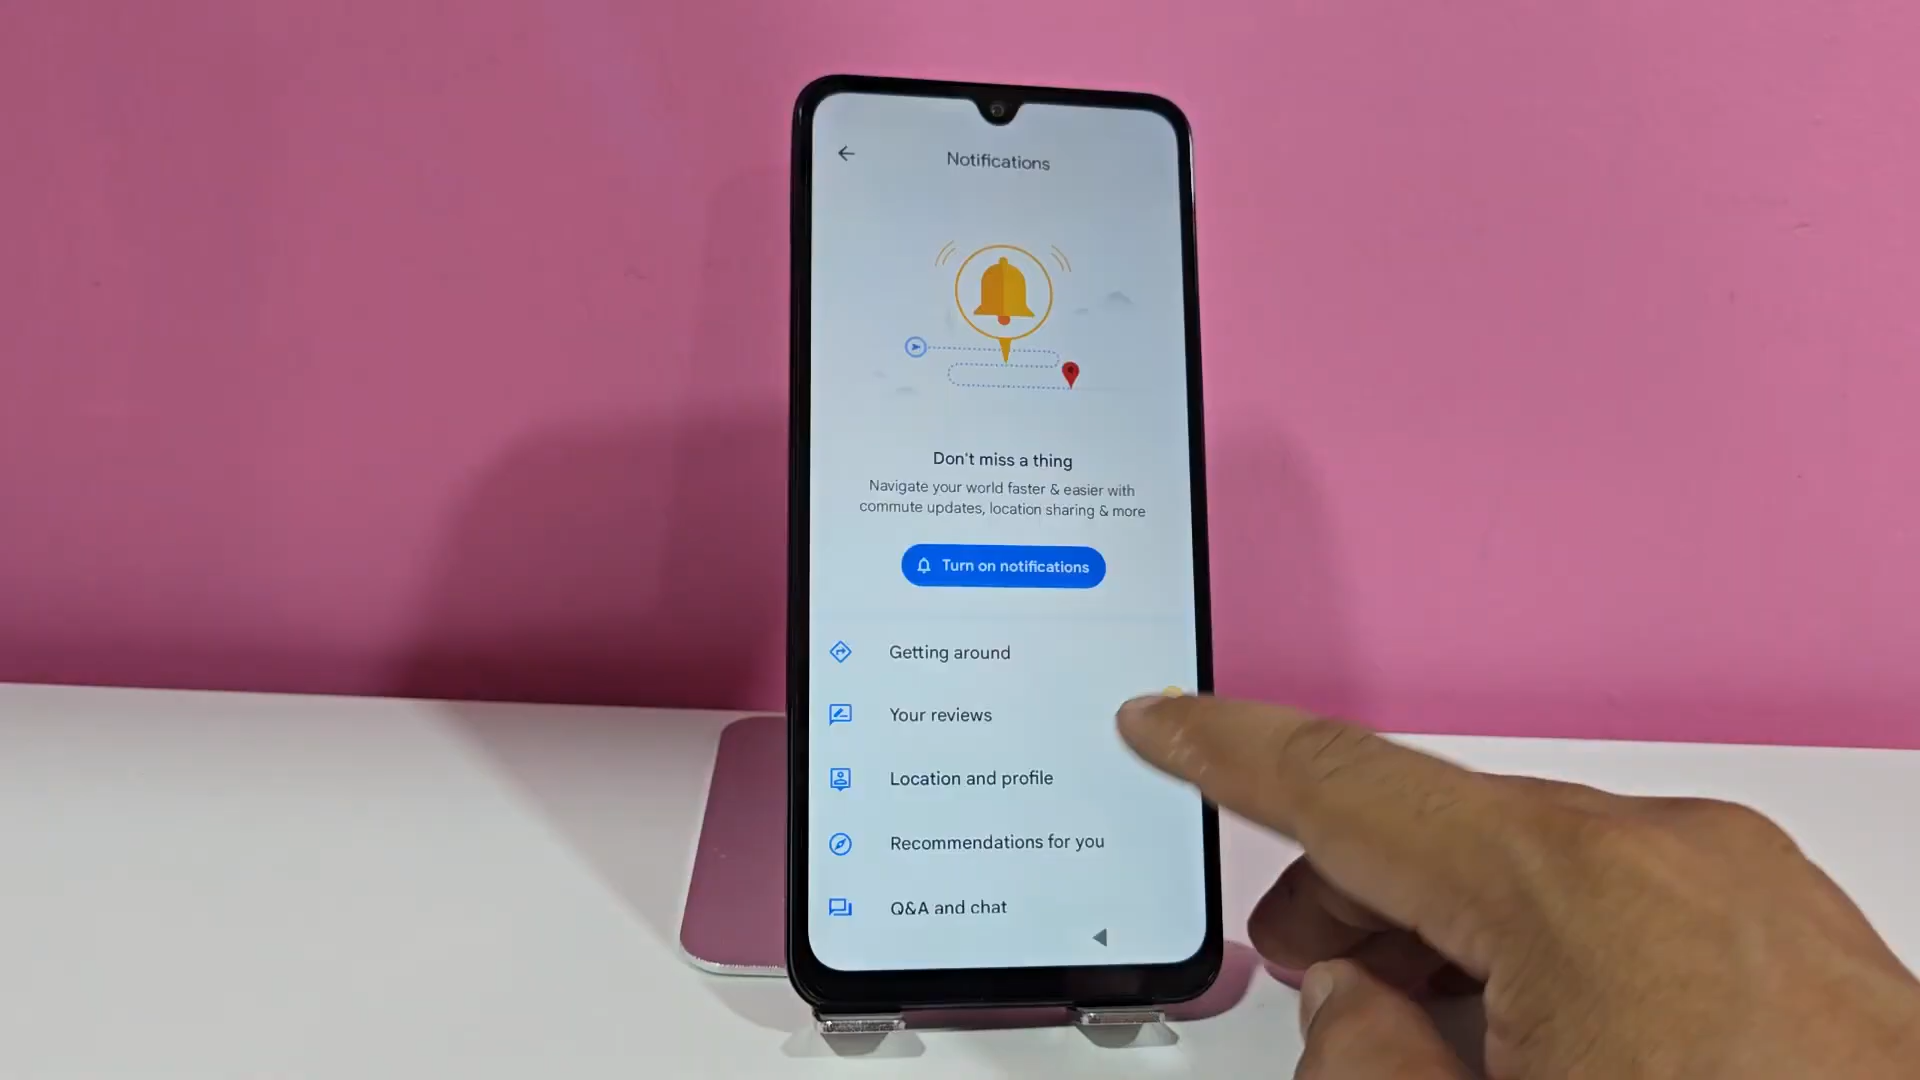 Notifications
Don't miss a thing
Navigate your world faster & easier with
commute updates, location sharing & more
Turn on notifications
Getting around
Your reviews
Location and profile
Recommendations for you
Q&A and chat